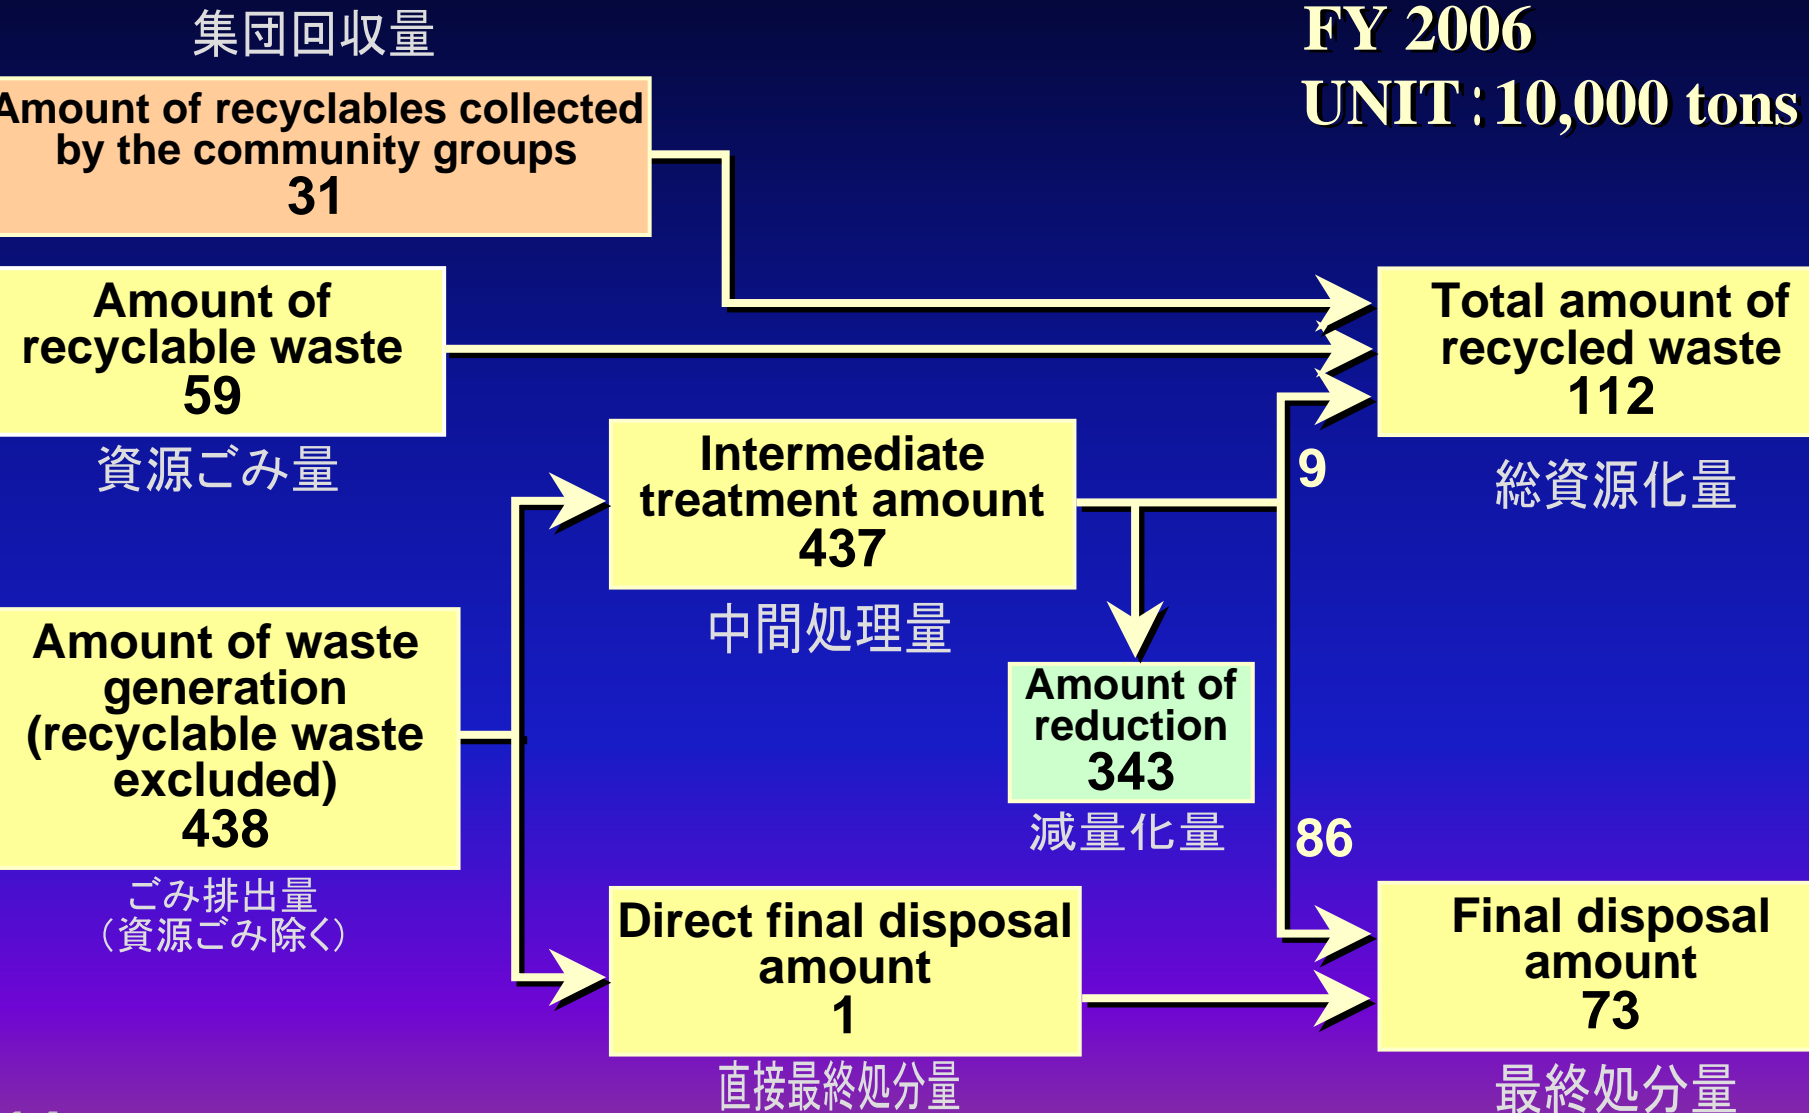 集団回収量
FY 2006
UNIT：10,000 tons
Amount of recyclables collected
by the community groups
31
Amount of
recyclable waste
59
資源ごみ量
Total amount of
recycled waste
112
総資源化量
Intermediate
treatment amount
437
中間処理量
9
Amount of waste
generation
(recyclable waste
excluded)
438
ごみ排出量
（資源ごみ除く）
Amount of
reduction
343
減量化量
86
Direct final disposal
amount
1
直接最終処分量
Final disposal
amount
73
最終処分量